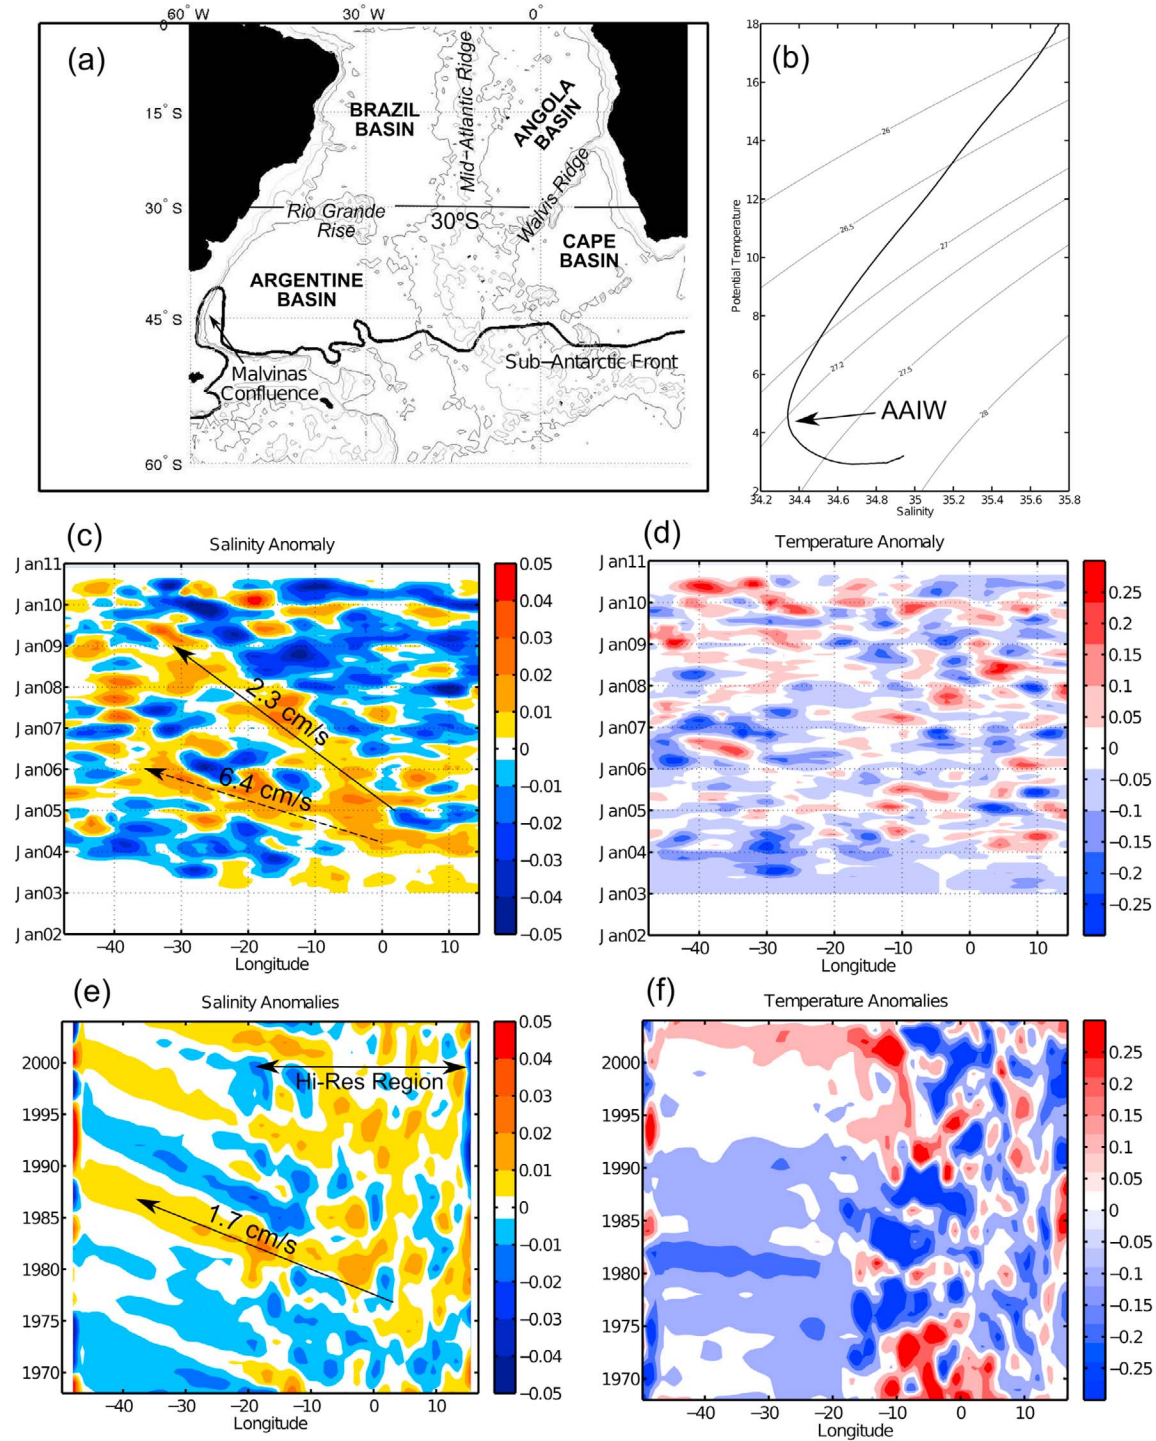 60° W 30° W 0°
(a)
0
15° S
30° S
45° S
60° S
BRAZIL
BASIN
Mid-Atlantic Ridge
ANGOLA
BASIN
Walvis Ridge
Rio Grande
Rise
30ºS
CAPE
BASIN
ARGENTINE
BASIN
Sub-Antarctic Front
Malvinas
Confluence
(b)
18
16
14
12
10
8
6
4
2
Potential Temperature
26
26.5
27
27.2
27.5
28
AAIW
34.2 34.4 34.6 34.8 35 35.2 35.4 35.6 35.8
Salinity
(c)
Salinity Anomaly
Jan11
Jan10
Jan09
Jan08
Jan07
Jan06
Jan05
Jan04
Jan03
Jan02
2.3 cm/s
6.4 cm/s
−40 −30 −20 −10 0 10
Longitude
0.05
0.04
0.03
0.02
0.01
0
−0.01
−0.02
−0.03
−0.04
−0.05
(d)
Temperature Anomaly
Jan11
Jan10
Jan09
Jan08
Jan07
Jan06
Jan05
Jan04
Jan03
Jan02
−40 −30 −20 −10 0 10
Longitude
0.25
0.2
0.15
0.1
0.05
0
−0.05
−0.1
−0.15
−0.2
−0.25
(e)
Salinity Anomalies
2000
1995
1990
1985
1980
1975
1970
Hi-Res Region
1.7 cm/s
−40 −30 −20 −10 0 10
Longitude
0.05
0.04
0.03
0.02
0.01
0
−0.01
−0.02
−0.03
−0.04
−0.05
(f)
Temperature Anomalies
2000
1995
1990
1985
1980
1975
1970
−40 −30 −20 −10 0 10
Longitude
0.25
0.2
0.15
0.1
0.05
0
−0.05
−0.1
−0.15
−0.2
−0.25